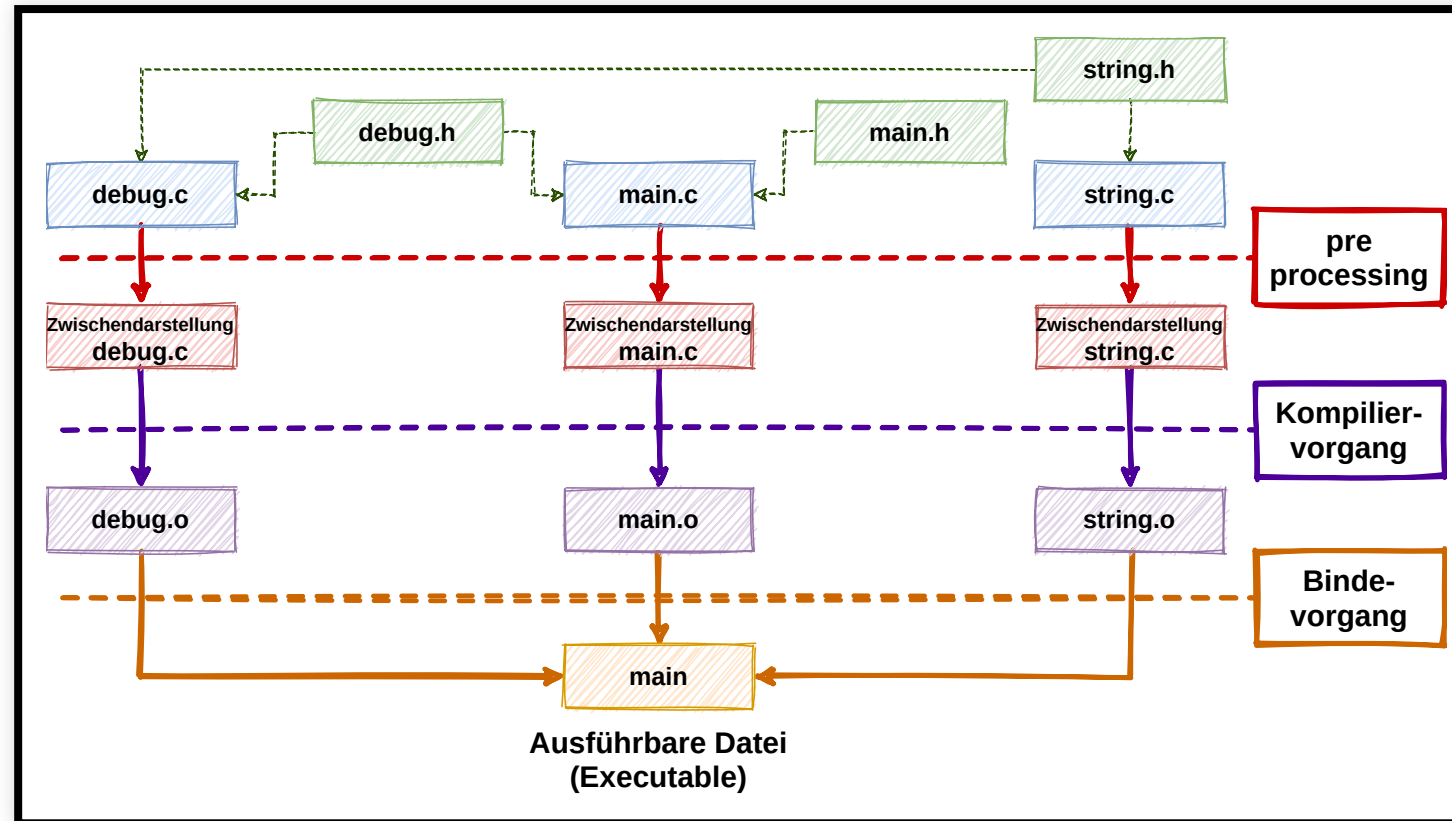 string.h
debug.h
main.h
debug.c
main.c
string.c
pre
processing
Zwischendarstellung
debug.c
Zwischendarstellung
main.c
Zwischendarstellung
string.c
Kompilier-
vorgang
debug.o
main.o
string.o
Binde-
vorgang
main
Ausführbare Datei
(Executable)